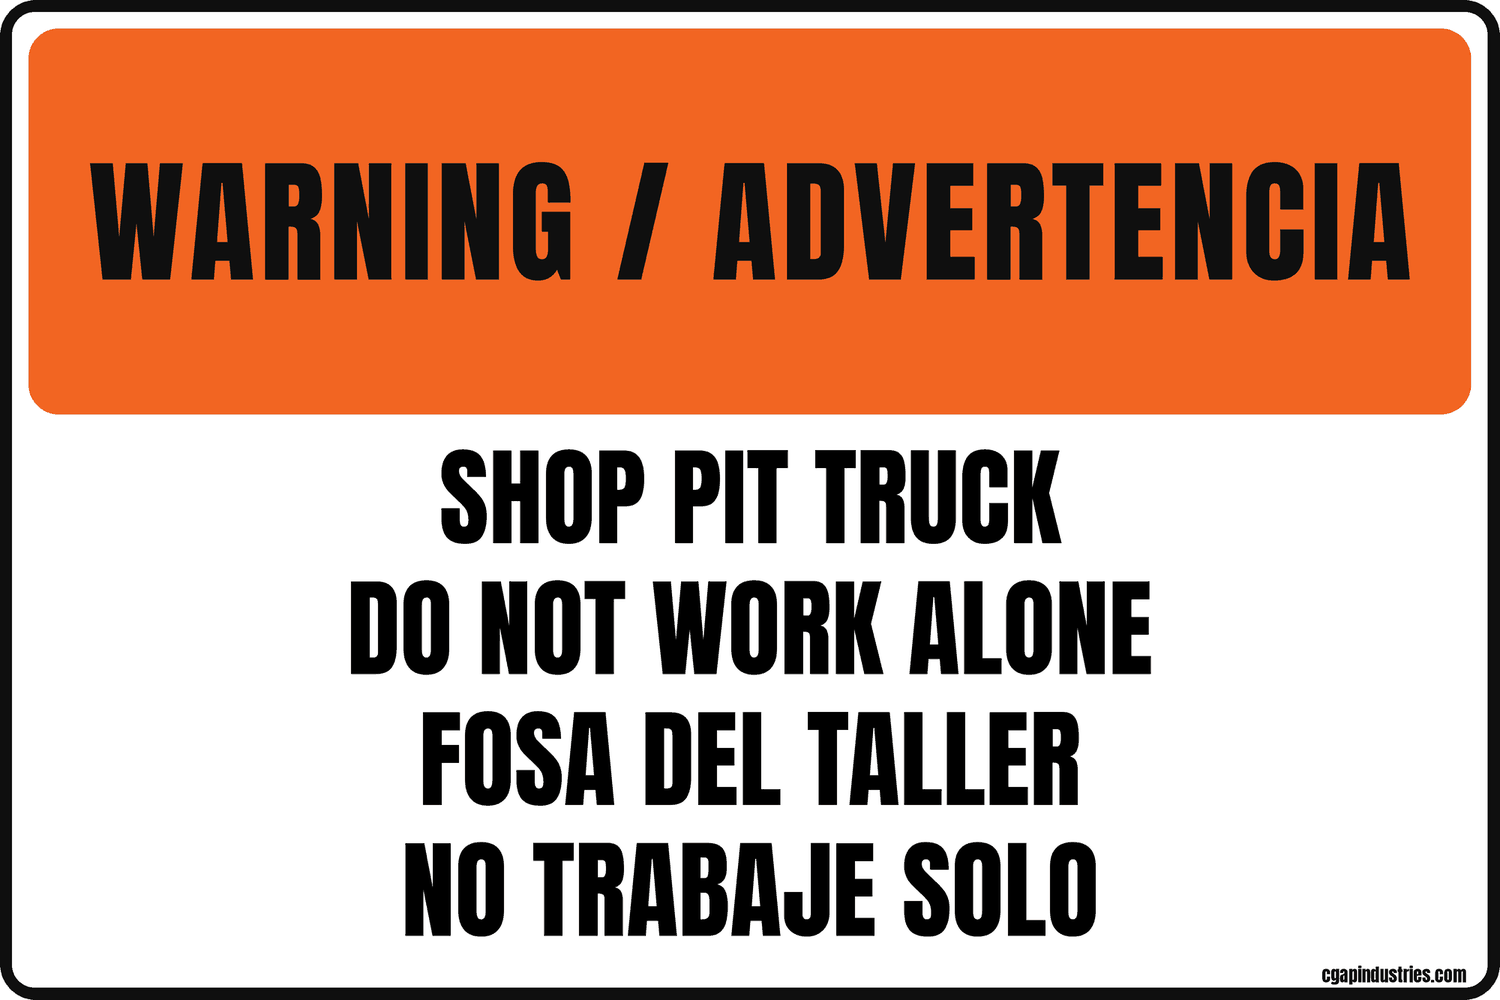 WARNING / ADVERTENCIA
SHOP PIT TRUCK
DO NOT WORK ALONE
FOSA DEL TALLER
NO TRABAJE SOLO
cgapindustries.com